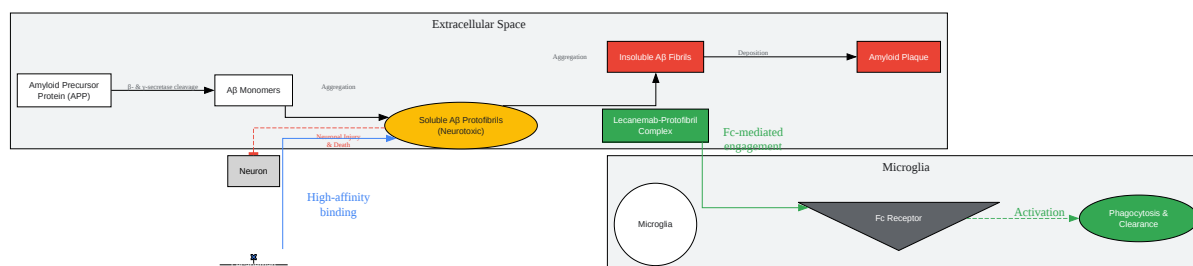 Extracellular Space
Insoluble Aβ Fibrils
Deposition
Amyloid Plaque
Aggregation
Amyloid Precursor
Protein (APP)
β- & γ-secretase cleavage
Aβ Monomers
Aggregation
Soluble Aβ Protofibrils
(Neurotoxic)
Lecanemab-Protofibril
Complex
Neuronal Injury
& Death
Fc-mediated
engagement
Neuron
Microglia
High-affinity
binding
Microglia
Fc Receptor
Activation
Phagocytosis &
Clearance